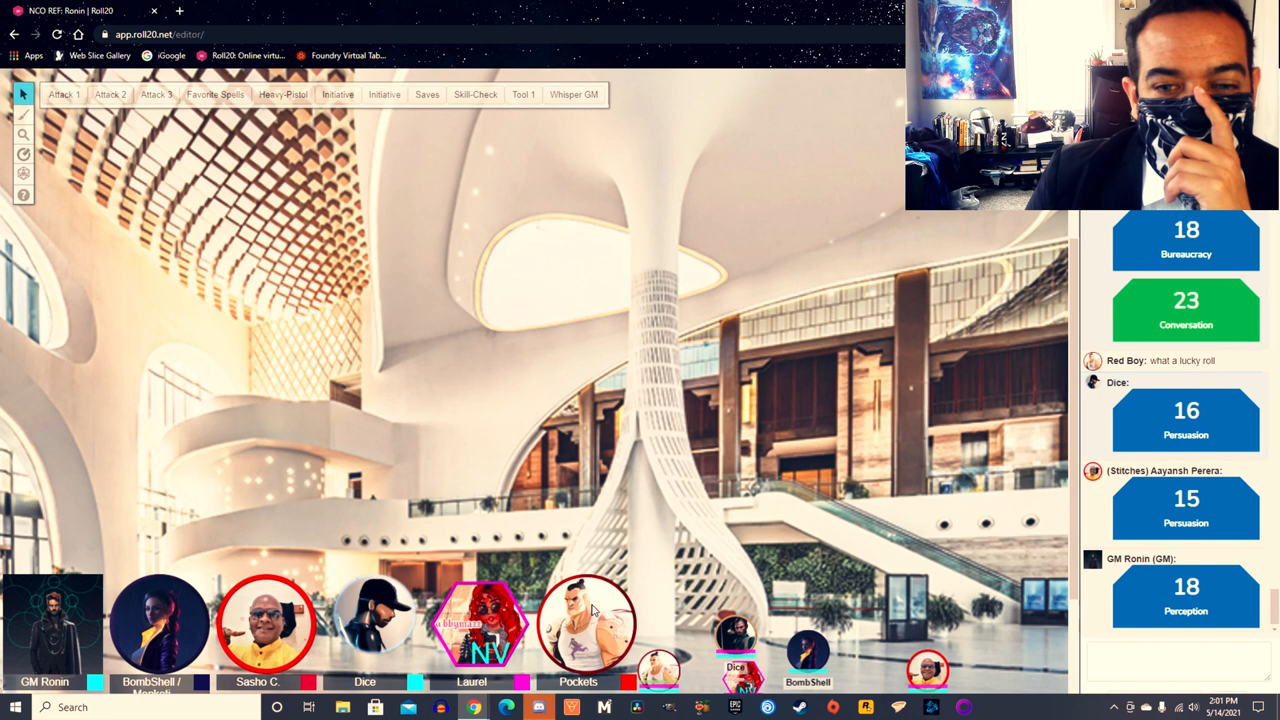 NCO REF: Ronin | Roll20
app.roll20.net/editor/
Apps Web Slice Gallery iGoogle Roll20: Online virtu... Foundry Virtual Tab...
Attack 1 Attack 2 Attack 3 Favorite Spells Heavy-Pistol Initiative Initiative Saves Skill-Check Tool 1 Whisper GM
18
Bureaucracy
23
Conversation
Red Boy: what a lucky roll
Dice:
16
Persuasion
(Stitches) Aayansh Perera:
15
Persuasion
GM Ronin (GM):
18
Perception
NV
Dice
BombShell
GM Ronin BombShell / Sasho C. Dice Laurel Pockets
Search
2:01 PM
5/14/2021